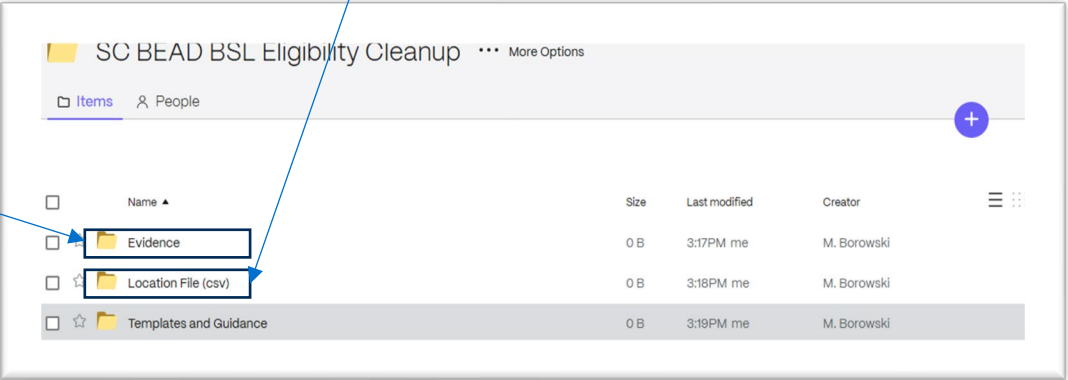 SC BEAD BSL Eligibility Cleanup ••• More Options
Items People
+
Name ▲ Size Last modified Creator
Evidence 0 B 3:17PM me M. Borowski
Location File (csv) 0 B 3:18PM me M. Borowski
Templates and Guidance 0 B 3:19PM me M. Borowski